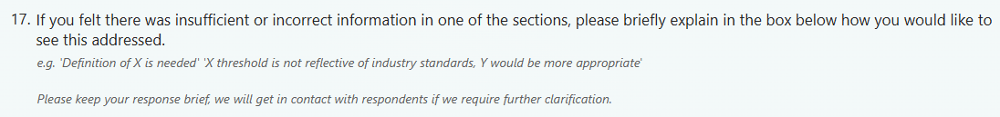 17. If you felt there was insufficient or incorrect information in one of the sections, please briefly explain in the box below how you would like to
see this addressed.
e.g. 'Definition of X is needed' 'X threshold is not reflective of industry standards, Y would be more appropriate'
Please keep your response brief, we will get in contact with respondents if we require further clarification.